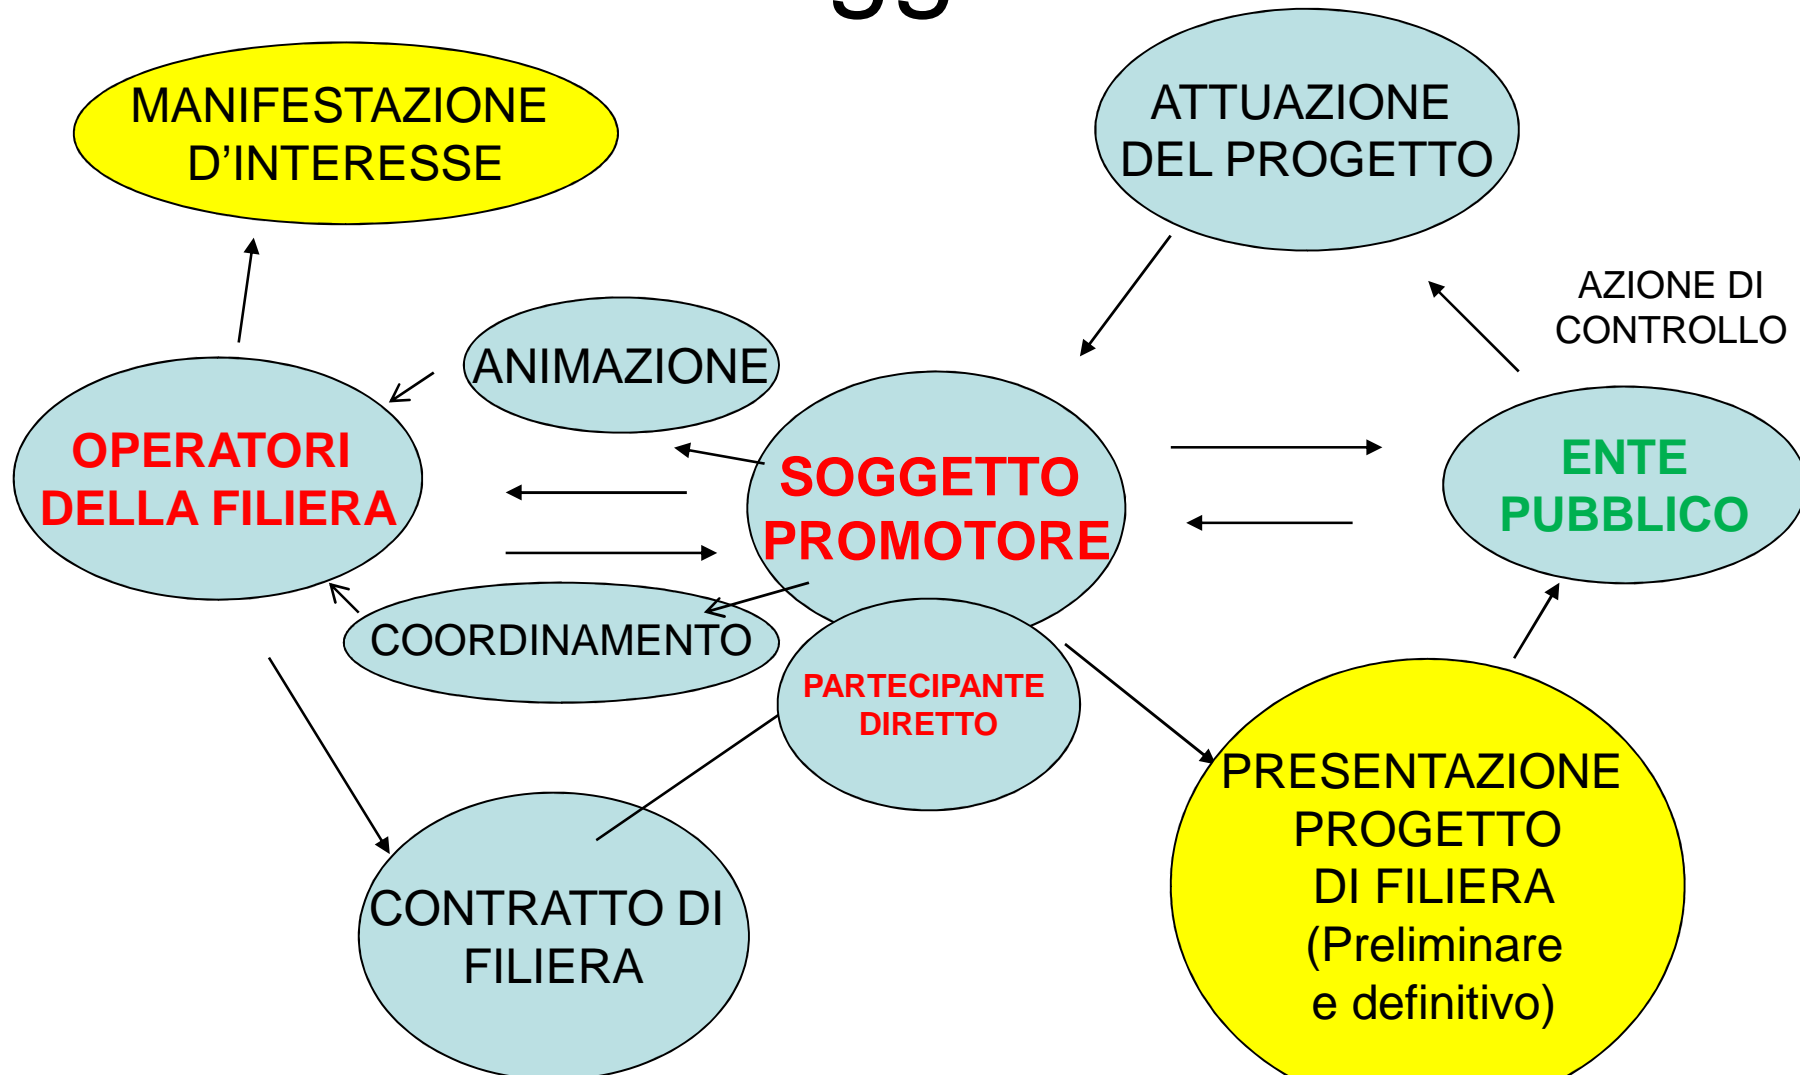 MANIFESTAZIONE
D’INTERESSE
ATTUAZIONE
DEL PROGETTO
AZIONE DI
CONTROLLO
ANIMAZIONE
OPERATORI
DELLA FILIERA
SOGGETTO
PROMOTORE
ENTE
PUBBLICO
COORDINAMENTO
PARTECIPANTE
DIRETTO
CONTRATTO DI
FILIERA
PRESENTAZIONE
PROGETTO
DI FILIERA
(Preliminare
e definitivo)